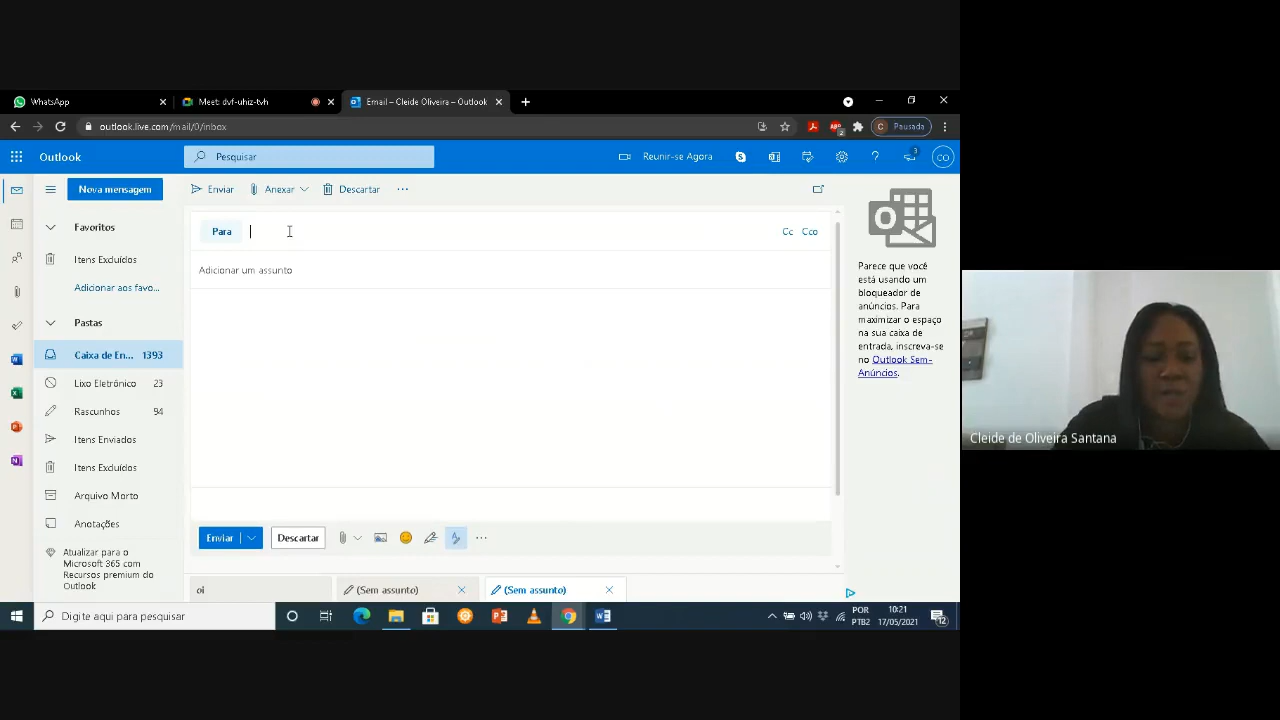 WhatsApp
Meet: dvf-uhiz-tvh
Email – Cleide Oliveira – Outlook
outlook.live.com/mail/0/inbox
Pausada
Outlook
Pesquisar
Reunir-se Agora
3
CO
Nova mensagem
Enviar
Anexar
Descartar
Favoritos
Itens Excluídos
Adicionar aos favo...
Pastas
Caixa de En... 1393
Lixo Eletrônico 23
Rascunhos 94
Itens Enviados
Itens Excluídos
Arquivo Morto
Anotações
Atualizar para o
Microsoft 365 com
Recursos premium do
Outlook
Para
Cc Cco
Adicionar um assunto
Enviar
Descartar
oi
(Sem assunto)
(Sem assunto)
Parece que você
está usando um
bloqueador de
anúncios. Para
maximizar o espaço
na sua caixa de
entrada, inscreva-se
no Outlook Sem-
Anúncios.
Digite aqui para pesquisar
POR
PTB2
10:21
17/05/2021
12
Cleide de Oliveira Santana